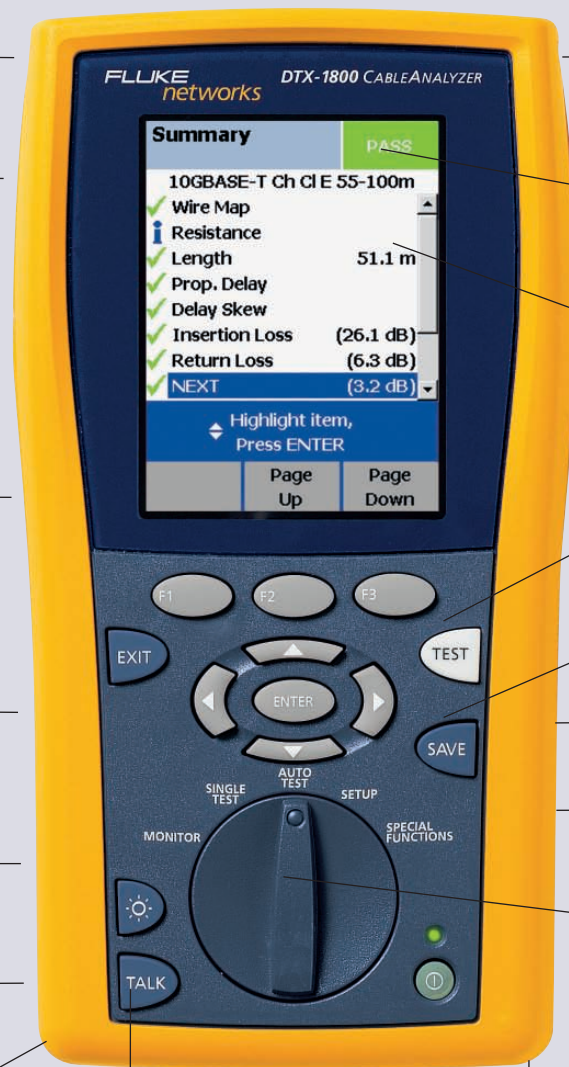 FLUKE networks DTX-1800 CABLEANALYZER
Summary PASS
10GBASE-T Ch Cl E 55-100m
Wire Map
Resistance
Length 51.1 m
Prop. Delay
Delay Skew
Insertion Loss (26.1 dB)
Return Loss (6.3 dB)
NEXT (3.2 dB)
Highlight item,
Press ENTER
Page Up Page Down
F1 F2 F3
EXIT TEST
ENTER
SAVE
MONITOR
SINGLE TEST
AUTO TEST
SETUP
SPECIAL FUNCTIONS
TALK